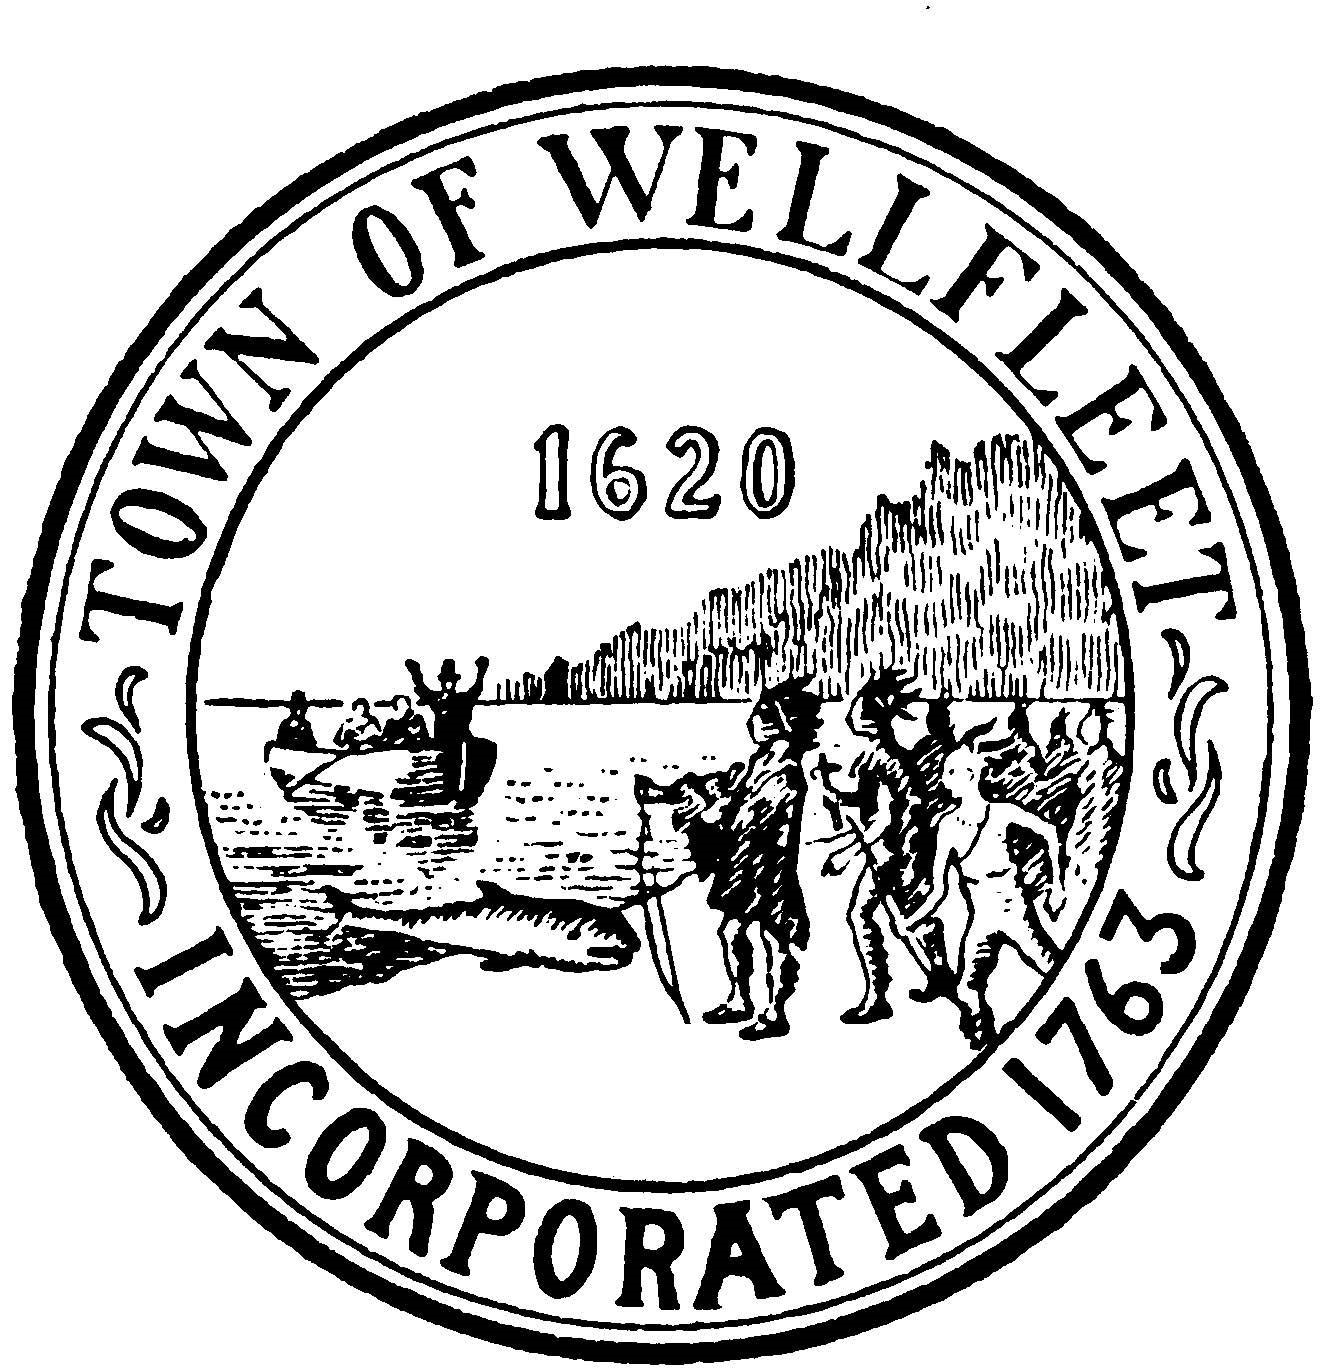 TOWN OF WELLFLEET
1620
INCORPORATED 1763